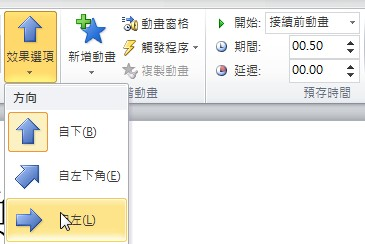 效果選項
新增動畫
動畫窗格
觸發程序
複製動畫
開始: 接續前動畫
期間: 00.50
延遲: 00.00
階動畫
預存時間
方向
自下(B)
自左下角(E)
左(L)